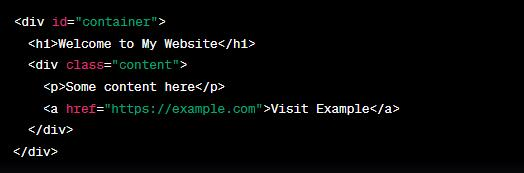 <div id="container">
  <h1>Welcome to My Website</h1>
  <div class="content">
    <p>Some content here</p>
    <a href="https://example.com">Visit Example</a>
  </div>
</div>